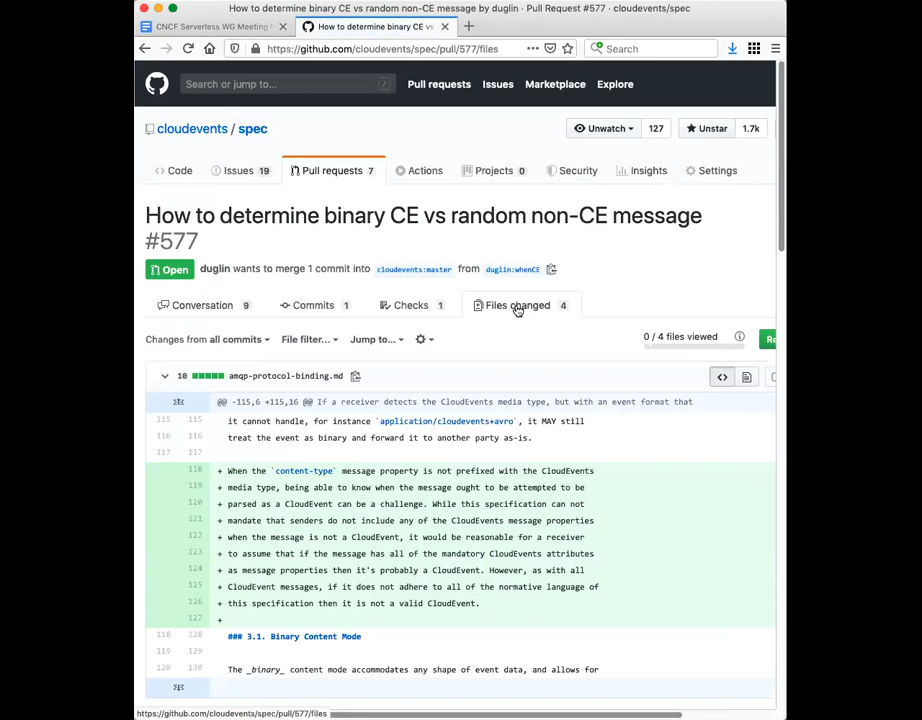 How to determine binary CE vs random non-CE message by duglin · Pull Request #577 · cloudevents/spec
CNCF Serverless WG Meeting
How to determine binary CE vs
https://github.com/cloudevents/spec/pull/577/files
Search
Search or jump to...
/
Pull requests
Issues
Marketplace
Explore
cloudevents / spec
Unwatch
127
Unstar
1.7k
Code
Issues 19
Pull requests 7
Actions
Projects 0
Security
Insights
Settings
How to determine binary CE vs random non-CE message
#577
Open
duglin wants to merge 1 commit into cloudevents:master from duglin:whenCE
Conversation 9
Commits 1
Checks 1
Files changed 4
Changes from all commits
File filter...
Jump to...
0 / 4 files viewed
Re
10 amqp-protocol-binding.md
@@ -115,6 +115,16 @@ If a receiver detects the CloudEvents media type, but with an event format that
115 115 it cannot handle, for instance `application/cloudevents+avro`, it MAY still
116 116 treat the event as binary and forward it to another party as-is.
117 117
118 + When the `content-type` message property is not prefixed with the CloudEvents
119 + media type, being able to know when the message ought to be attempted to be
120 + parsed as a CloudEvent can be a challenge. While this specification can not
121 + mandate that senders do not include any of the CloudEvents message properties
122 + when the message is not a CloudEvent, it would be reasonable for a receiver
123 + to assume that if the message has all of the mandatory CloudEvents attributes
124 + as message properties then it's probably a CloudEvent. However, as with all
125 + CloudEvent messages, if it does not adhere to all of the normative language of
126 + this specification then it is not a valid CloudEvent.
127 +
118 128 ### 3.1. Binary Content Mode
119 129
120 130 The _binary_ content mode accommodates any shape of event data, and allows for
https://github.com/cloudevents/spec/pull/577/files